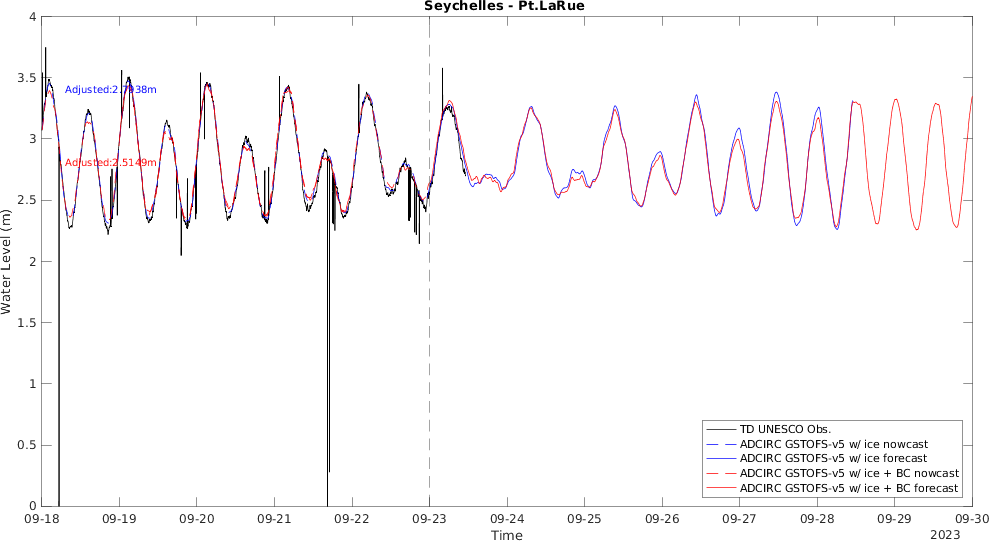 Seychelles - Pt.LaRue
4
3.5
3
2.5
2
1.5
1
0.5
0
Water Level (m)
Adjusted:2.7938m
Adjusted:2.5149m
TD UNESCO Obs.
ADCIRC GSTOFS-v5 w/ ice nowcast
ADCIRC GSTOFS-v5 w/ ice forecast
ADCIRC GSTOFS-v5 w/ ice + BC nowcast
ADCIRC GSTOFS-v5 w/ ice + BC forecast
09-18 09-19 09-20 09-21 09-22 09-23 09-24 09-25 09-26 09-27 09-28 09-29 09-30
Time
2023